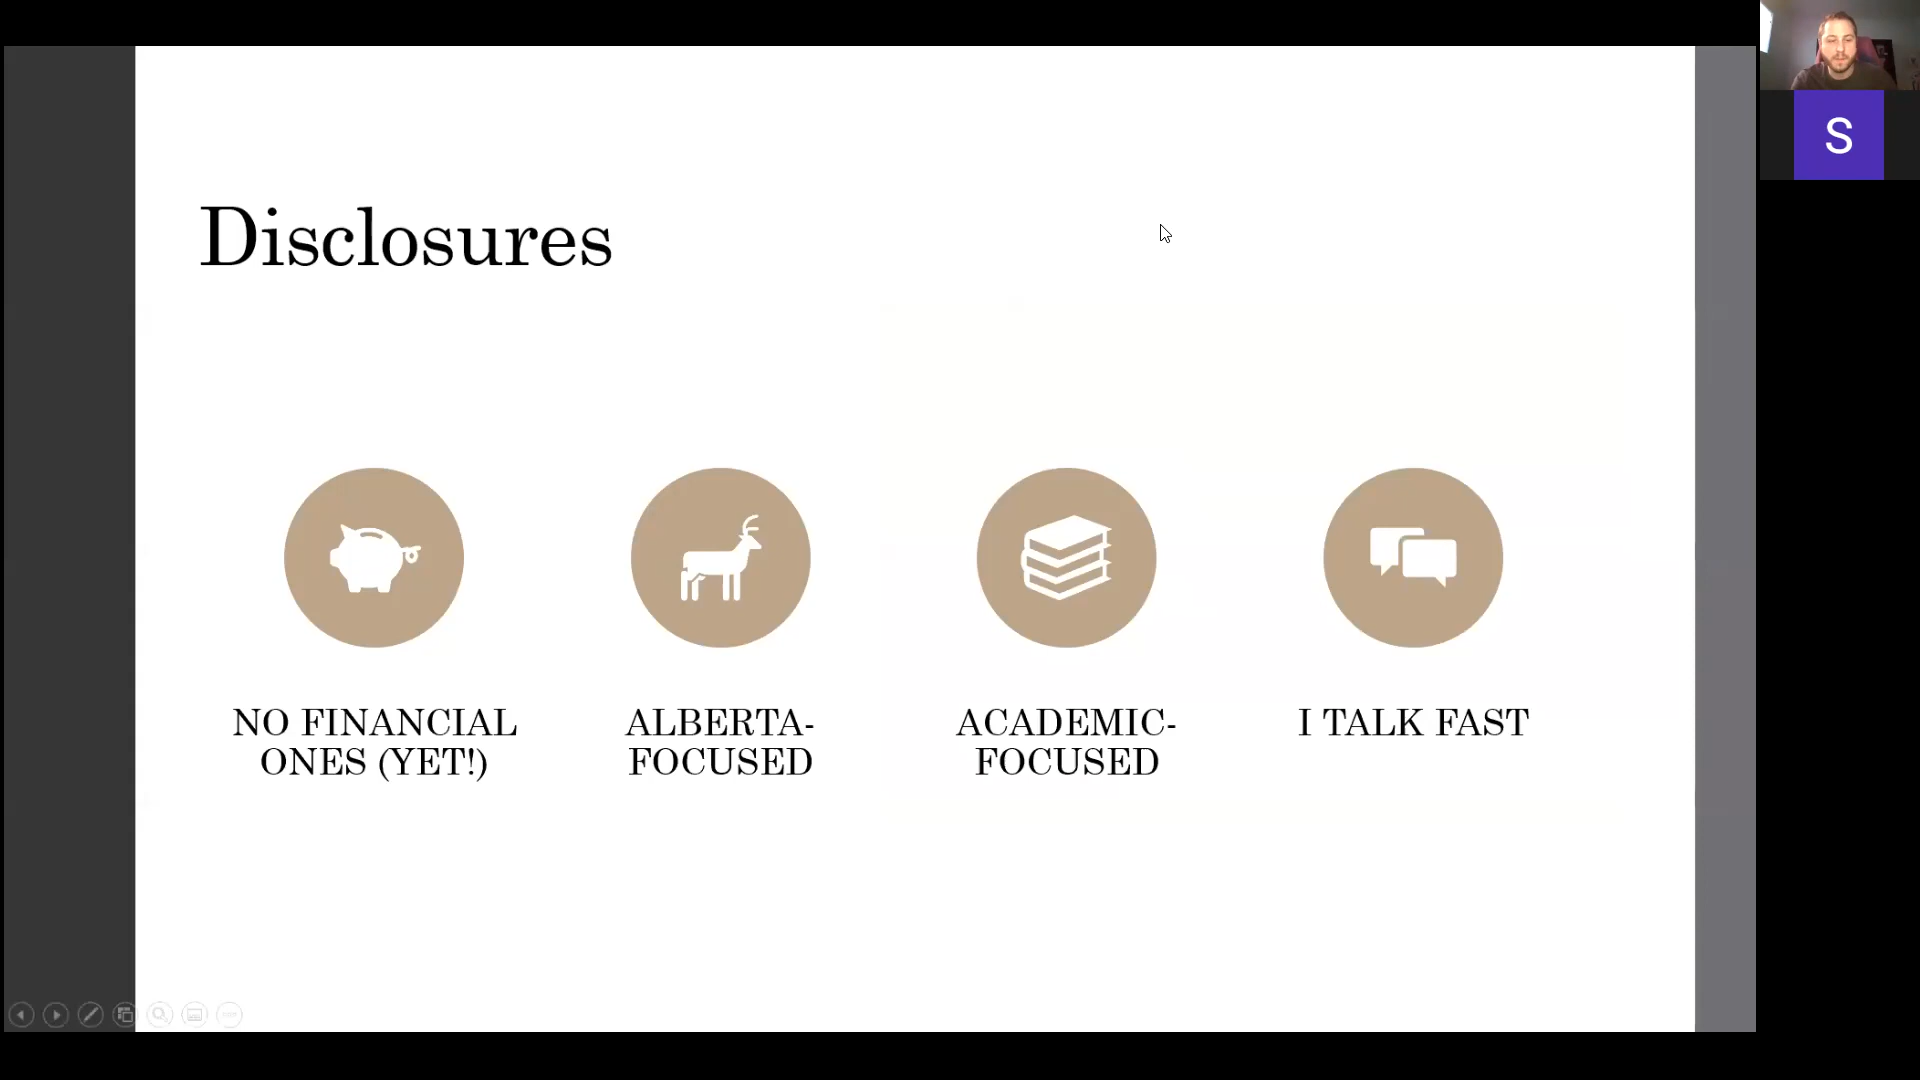 Disclosures
NO FINANCIAL
ONES (YET!)
ALBERTA-
FOCUSED
ACADEMIC-
FOCUSED
I TALK FAST
S